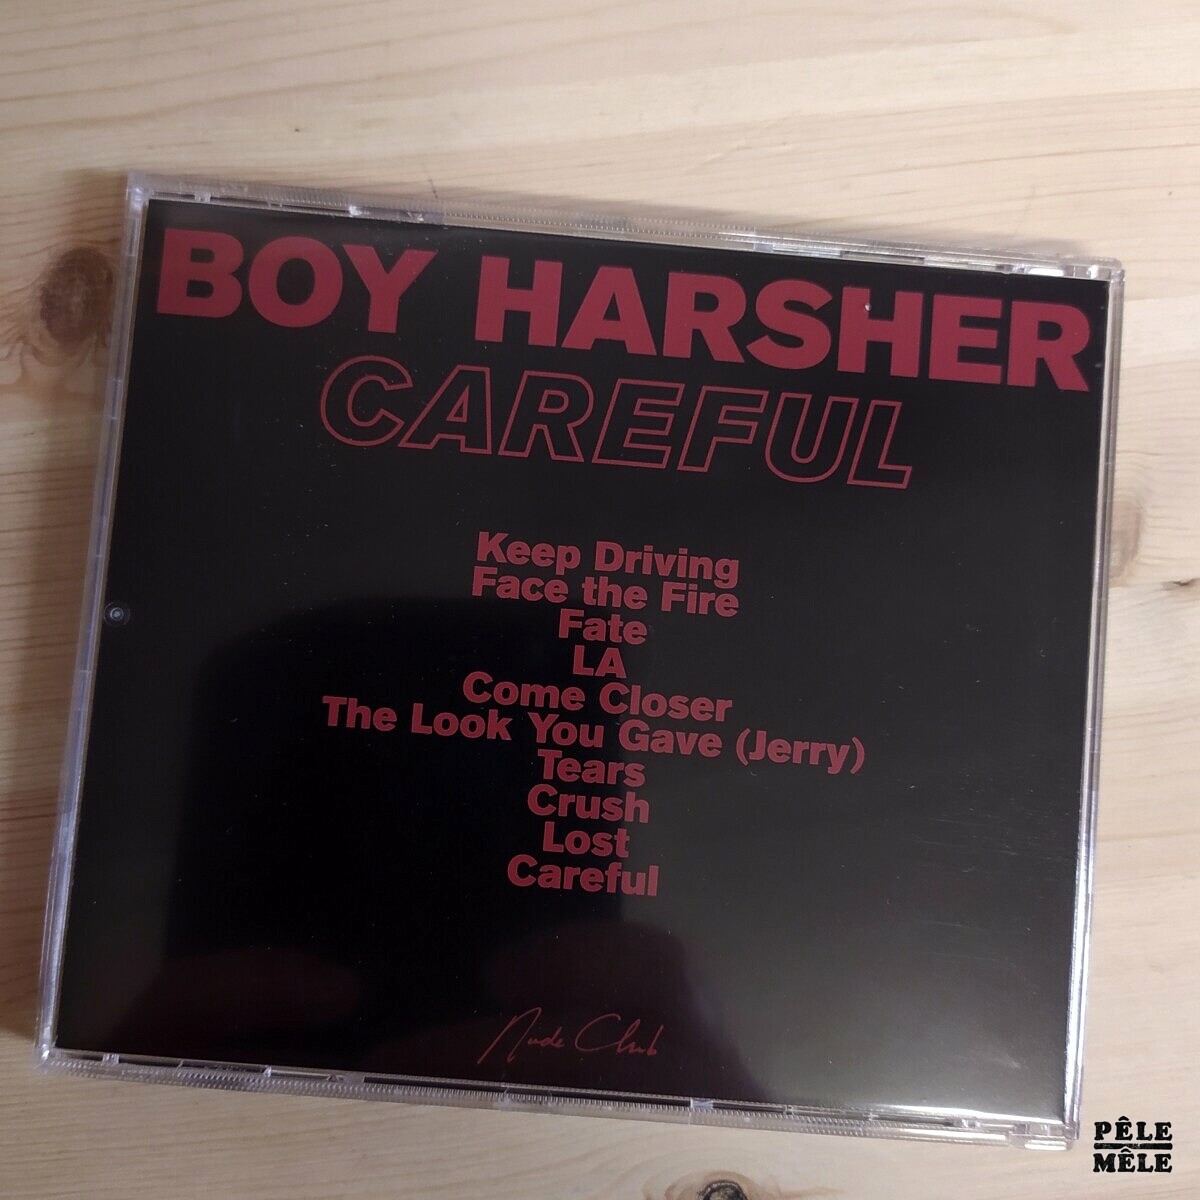 BOY HARSHER
CAREFUL
Keep Driving
Face the Fire
Fate
LA
Come Closer
The Look You Gave (Jerry)
Tears
Crush
Lost
Careful
Nude Club
PÊLE
MÊLE